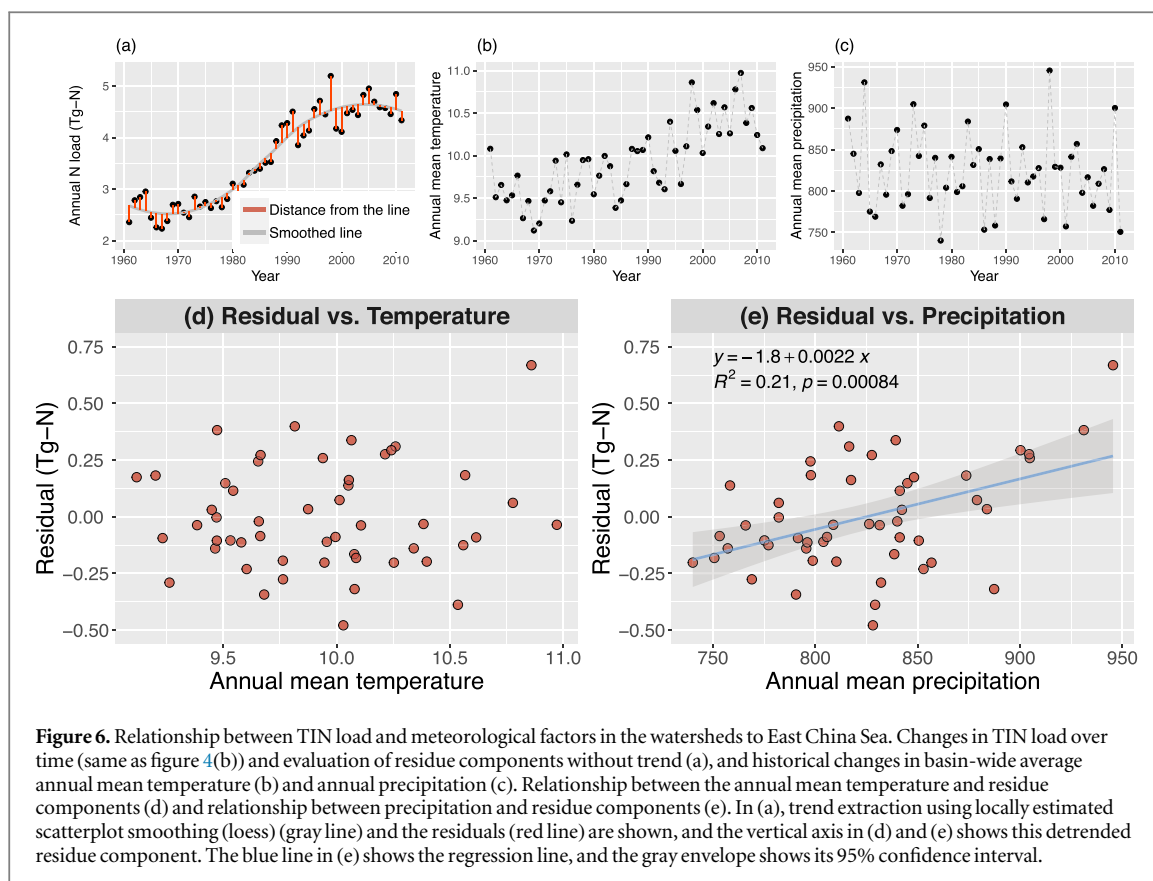 (a)
Annual N load (Tg−N)
5
4
3
2
1960 1970 1980 1990 2000 2010
Year
Distance from the line
Smoothed line
(b)
Annual mean temperature
11.0
10.5
10.0
9.5
9.0
1960 1970 1980 1990 2000 2010
Year
(c)
Annual mean precipitation
950
900
850
800
750
1960 1970 1980 1990 2000 2010
Year
(d) Residual vs. Temperature
Residual (Tg−N)
0.75
0.50
0.25
0.00
−0.25
−0.50
9.5 10.0 10.5 11.0
Annual mean temperature
(e) Residual vs. Precipitation
y = −1.8 + 0.0022 x
R² = 0.21, p = 0.00084
Residual (Tg−N)
0.75
0.50
0.25
0.00
−0.25
−0.50
750 800 850 900 950
Annual mean precipitation
Figure 6. Relationship between TIN load and meteorological factors in the watersheds to East China Sea. Changes in TIN load over
time (same as figure 4(b)) and evaluation of residue components without trend (a), and historical changes in basin-wide average
annual mean temperature (b) and annual precipitation (c). Relationship between the annual mean temperature and residue
components (d) and relationship between precipitation and residue components (e). In (a), trend extraction using locally estimated
scatterplot smoothing (loess) (gray line) and the residuals (red line) are shown, and the vertical axis in (d) and (e) shows this detrended
residue component. The blue line in (e) shows the regression line, and the gray envelope shows its 95% confidence interval.